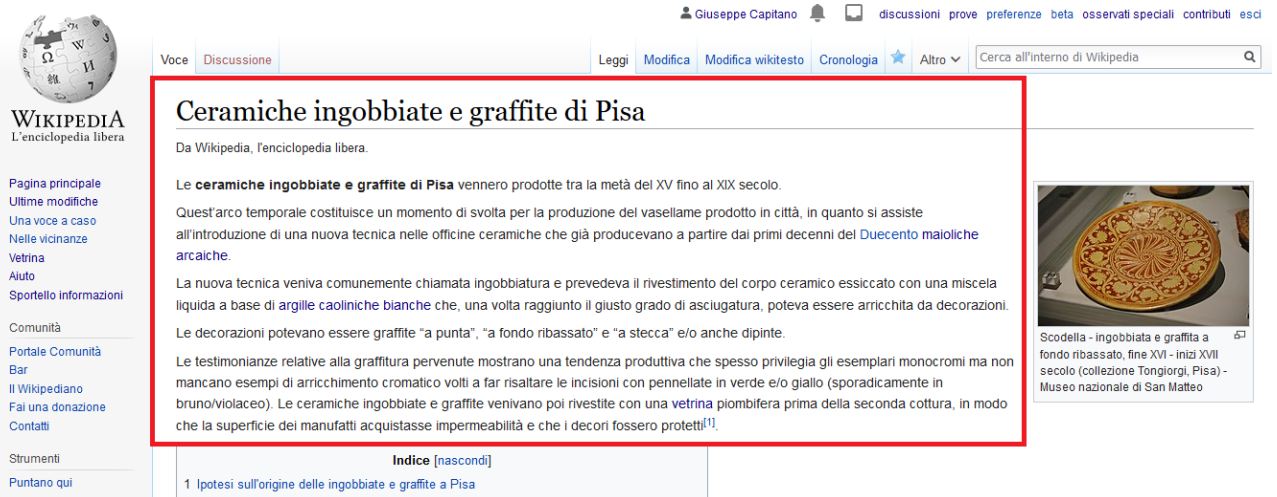 Giuseppe Capitano discussioni prove preferenze beta osservati speciali contributi esci
Voce Discussione Leggi Modifica Modifica wikitesto Cronologia Altro Cerca all'interno di Wikipedia
WIKIPEDIA
L'enciclopedia libera
Pagina principale
Ultime modifiche
Una voce a caso
Nelle vicinanze
Vetrina
Aiuto
Sportello informazioni
Comunità
Portale Comunità
Bar
Il Wikipediano
Fai una donazione
Contatti
Strumenti
Puntano qui
Ceramiche ingobbiate e graffite di Pisa
Da Wikipedia, l'enciclopedia libera.
Le ceramiche ingobbiate e graffite di Pisa vennero prodotte tra la metà del XV fino al XIX secolo.
Quest'arco temporale costituisce un momento di svolta per la produzione del vasellame prodotto in città, in quanto si assiste
all'introduzione di una nuova tecnica nelle officine ceramiche che già producevano a partire dai primi decenni del Duecento maioliche
arcaiche.
La nuova tecnica veniva comunemente chiamata ingobbiatura e prevedeva il rivestimento del corpo ceramico essiccato con una miscela
liquida a base di argille caoliniche bianche che, una volta raggiunto il giusto grado di asciugatura, poteva essere arricchita da decorazioni.
Le decorazioni potevano essere graffite “a punta”, “a fondo ribassato” e “a stecca” e/o anche dipinte.
Le testimonianze relative alla graffitura pervenute mostrano una tendenza produttiva che spesso privilegia gli esemplari monocromi ma non
mancano esempi di arricchimento cromatico volti a far risaltare le incisioni con pennellate in verde e/o giallo (sporadicamente in
bruno/violaceo). Le ceramiche ingobbiate e graffite venivano poi rivestite con una vetrina piombifera prima della seconda cottura, in modo
che la superficie dei manufatti acquistasse impermeabilità e che i decori fossero protetti[1].
Indice [nascondi]
1 Ipotesi sull'origine delle ingobbiate e graffite a Pisa
Scodella - ingobbiata e graffita a
fondo ribassato, fine XVI - inizi XVII
secolo (collezione Tongiorgi, Pisa) -
Museo nazionale di San Matteo